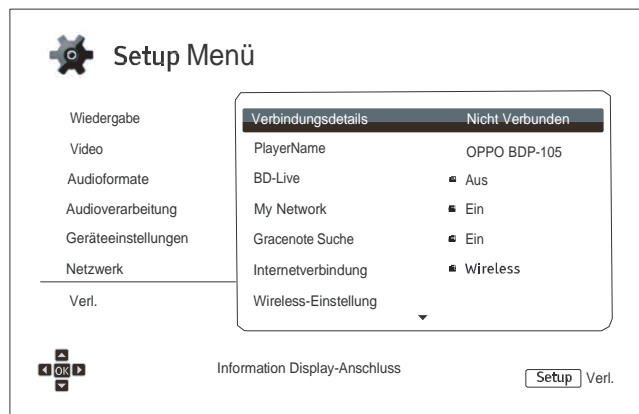 Setup Menü
Wiedergabe
Video
Audioformate
Audioverarbeitung
Geräteeinstellungen
Netzwerk
Verl.
Verbindungsdetails Nicht Verbunden
PlayerName OPPO BDP-105
BD-Live Aus
My Network Ein
Gracenote Suche Ein
Internetverbindung Wireless
Wireless-Einstellung
OK
Information Display-Anschluss
Setup Verl.